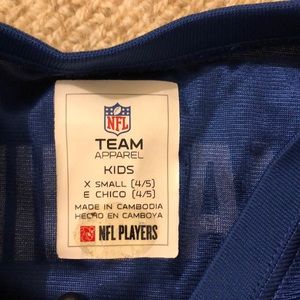 NFL
TEAM
APPAREL
KIDS
X SMALL (4/5)
E CHICO (4/5)
MADE IN CAMBODIA
HECHO EN CAMBOYA
NFL PLAYERS